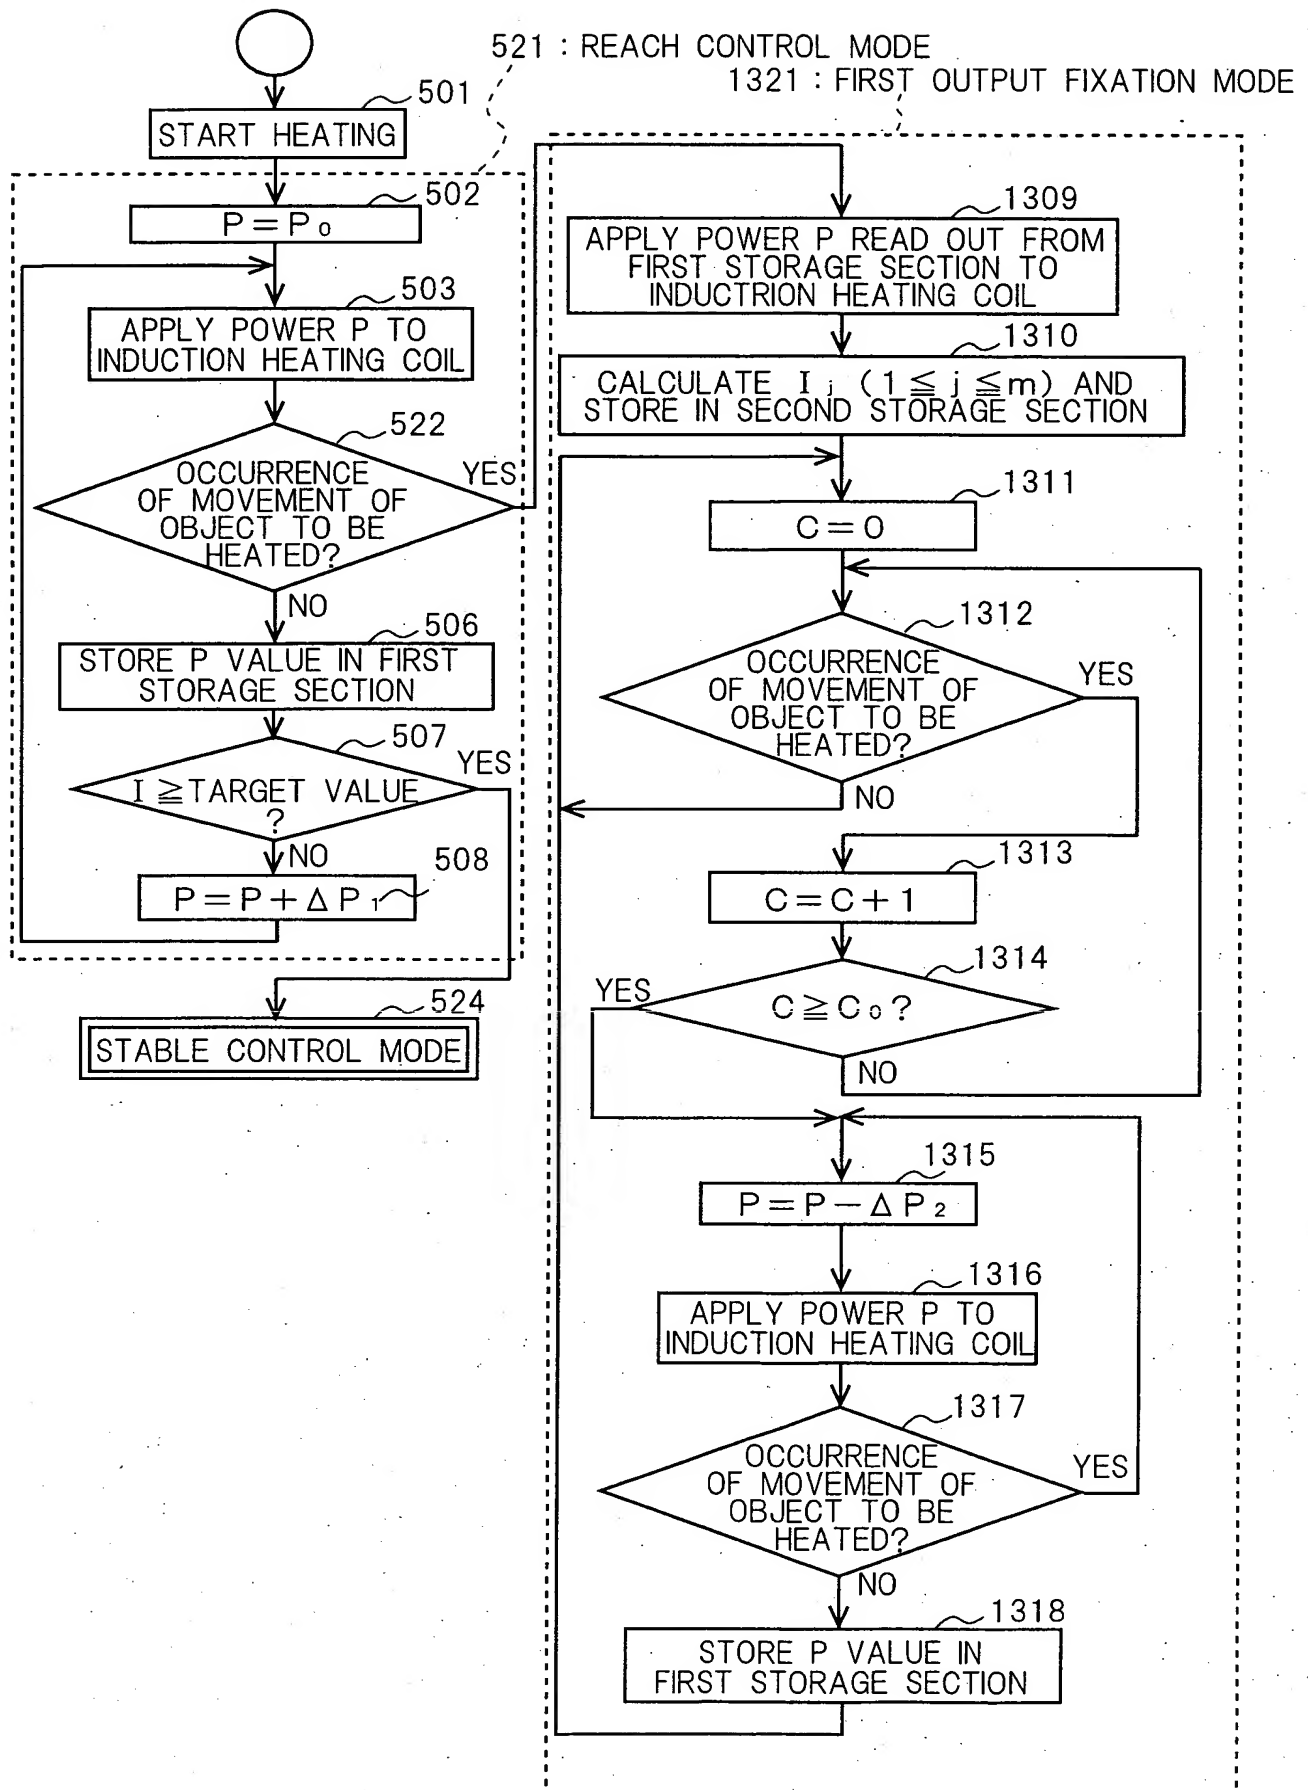 521 : REACH CONTROL MODE
1321 : FIRST OUTPUT FIXATION MODE
501
START HEATING
502
P = P₀
503
APPLY POWER P TO
INDUCTION HEATING COIL
522
OCCURRENCE
OF MOVEMENT OF
OBJECT TO BE
HEATED?
YES
NO
506
STORE P VALUE IN FIRST
STORAGE SECTION
507
YES
I ≧ TARGET VALUE
?
NO
508
P = P + Δ P₁
524
STABLE CONTROL MODE
1309
APPLY POWER P READ OUT FROM
FIRST STORAGE SECTION TO
INDUCTRION HEATING COIL
1310
CALCULATE I j (1 ≦ j ≦ m) AND
STORE IN SECOND STORAGE SECTION
1311
C = 0
1312
OCCURRENCE
OF MOVEMENT OF
OBJECT TO BE
HEATED?
YES
NO
1313
C = C + 1
1314
YES
C ≧ C₀ ?
NO
1315
P = P − Δ P₂
1316
APPLY POWER P TO
INDUCTION HEATING COIL
1317
OCCURRENCE
OF MOVEMENT OF
OBJECT TO BE
HEATED?
YES
NO
1318
STORE P VALUE IN
FIRST STORAGE SECTION